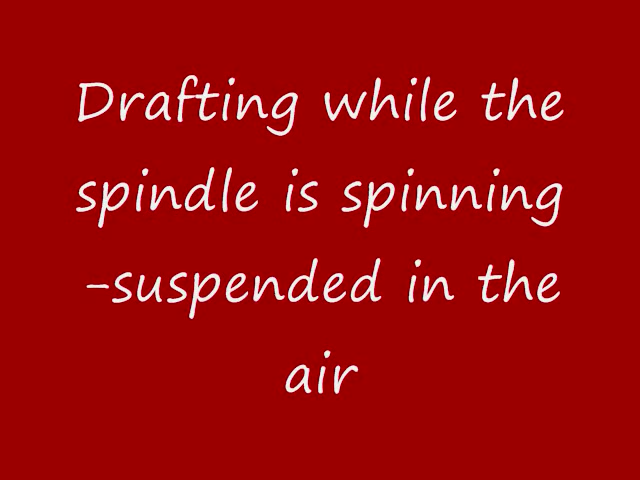 Drafting while the
spindle is spinning
-suspended in the
air